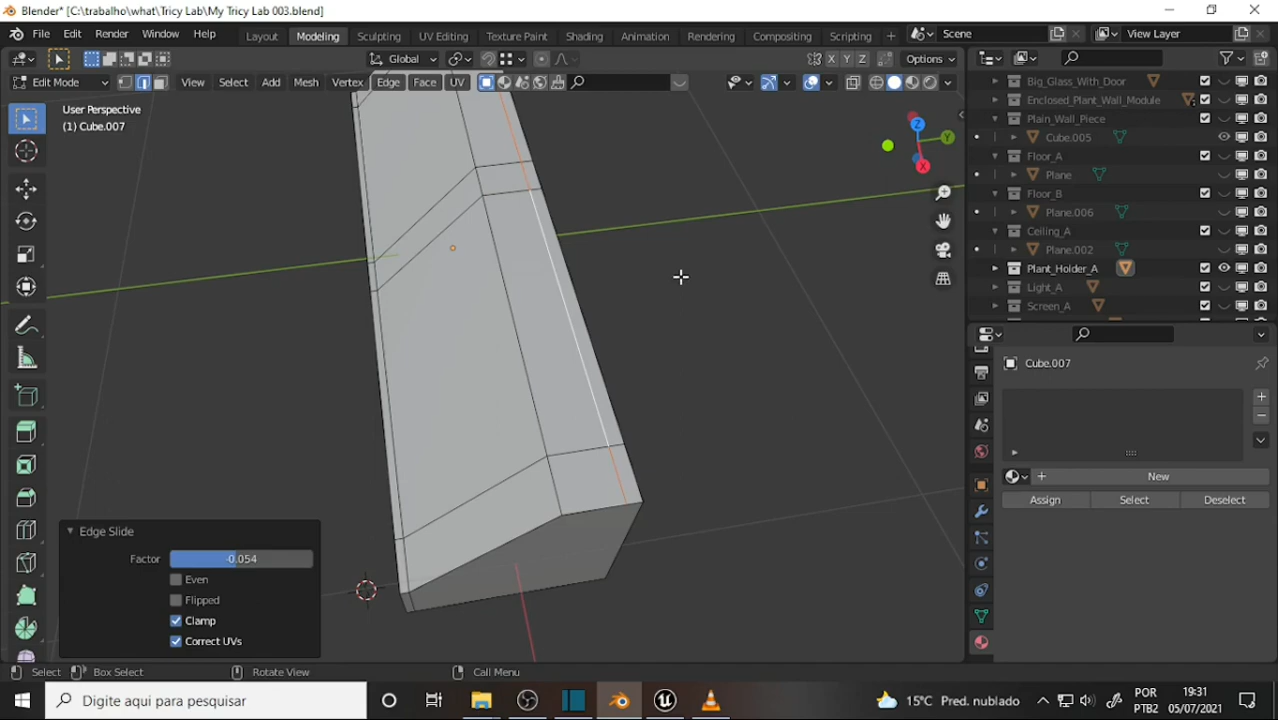 Blender* [C:\trabalho\what\Tricy Lab\My Tricy Lab 003.blend]
File Edit Render Window Help Layout Modeling Sculpting UV Editing Texture Paint Shading Animation Rendering Compositing Scripting + Scene View Layer
Global X Y Z Options
Edit Mode View Select Add Mesh Vertex Edge Face UV
User Perspective
(1) Cube.007
Z
Y
X
Big_Glass_With_Door
Enclosed_Plant_Wall_Module
Plain_Wall_Piece
Cube.005
Floor_A
Plane
Floor_B
Plane.006
Ceiling_A
Plane.002
Plant_Holder_A
Light_A
Screen_A
Cube.007
New
Assign Select Deselect
Edge Slide
Factor -0.054
Even
Flipped
Clamp
Correct UVs
Select Box Select Rotate View Call Menu
Digite aqui para pesquisar
15°C Pred. nublado
POR
PTB2
19:31
05/07/2021